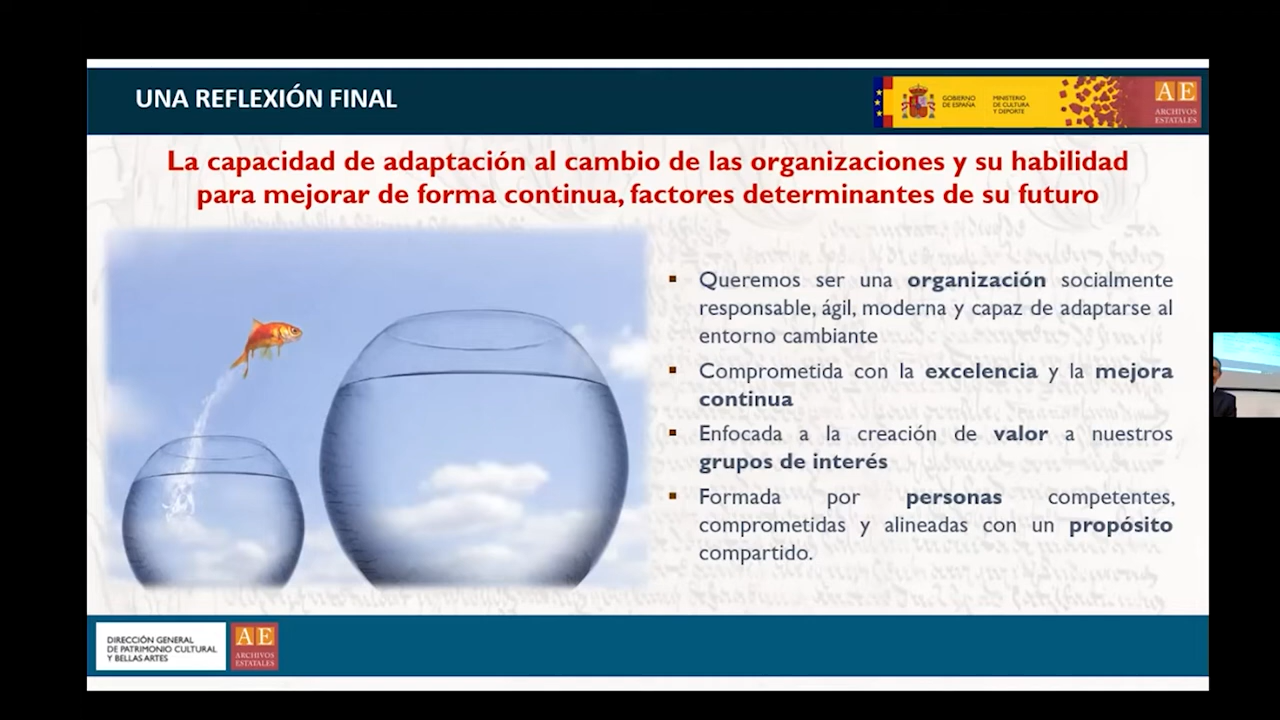 UNA REFLEXIÓN FINAL
GOBIERNO
DE ESPAÑA
MINISTERIO
DE CULTURA
Y DEPORTE
AE
ARCHIVOS
ESTATALES
La capacidad de adaptación al cambio de las organizaciones y su habilidad
para mejorar de forma continua, factores determinantes de su futuro
▪ Queremos ser una organización socialmente
responsable, ágil, moderna y capaz de adaptarse al
entorno cambiante
▪ Comprometida con la excelencia y la mejora
continua
▪ Enfocada a la creación de valor a nuestros
grupos de interés
▪ Formada por personas competentes,
comprometidas y alineadas con un propósito
compartido.
DIRECCIÓN GENERAL
DE PATRIMONIO CULTURAL
Y BELLAS ARTES
AE
ARCHIVOS
ESTATALES